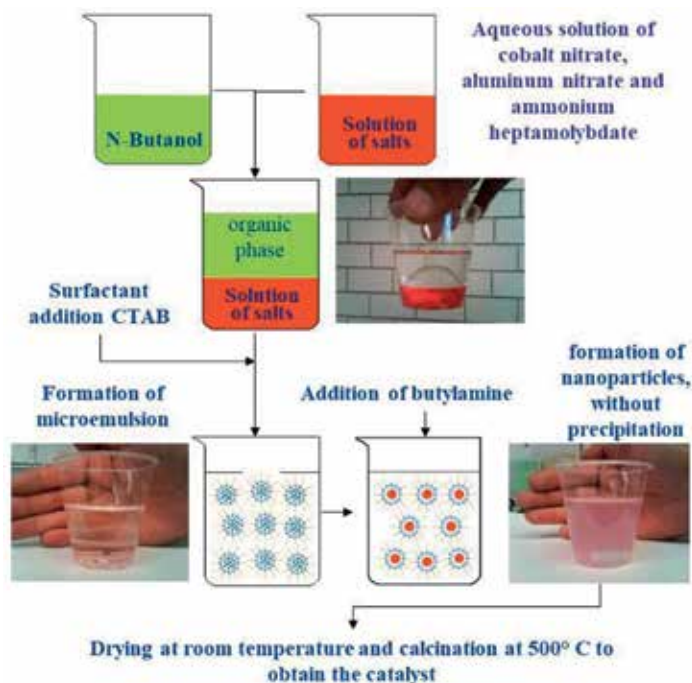 Aqueous solution of
cobalt nitrate,
aluminum nitrate and
ammonium
heptamolybdate
N-Butanol
Solution
of salts
organic
phase
Solution
of salts
Surfactant
addition CTAB
Formation of
microemulsion
Addition of butylamine
formation of
nanoparticles,
without
precipitation
Drying at room temperature and calcination at 500° C to
obtain the catalyst